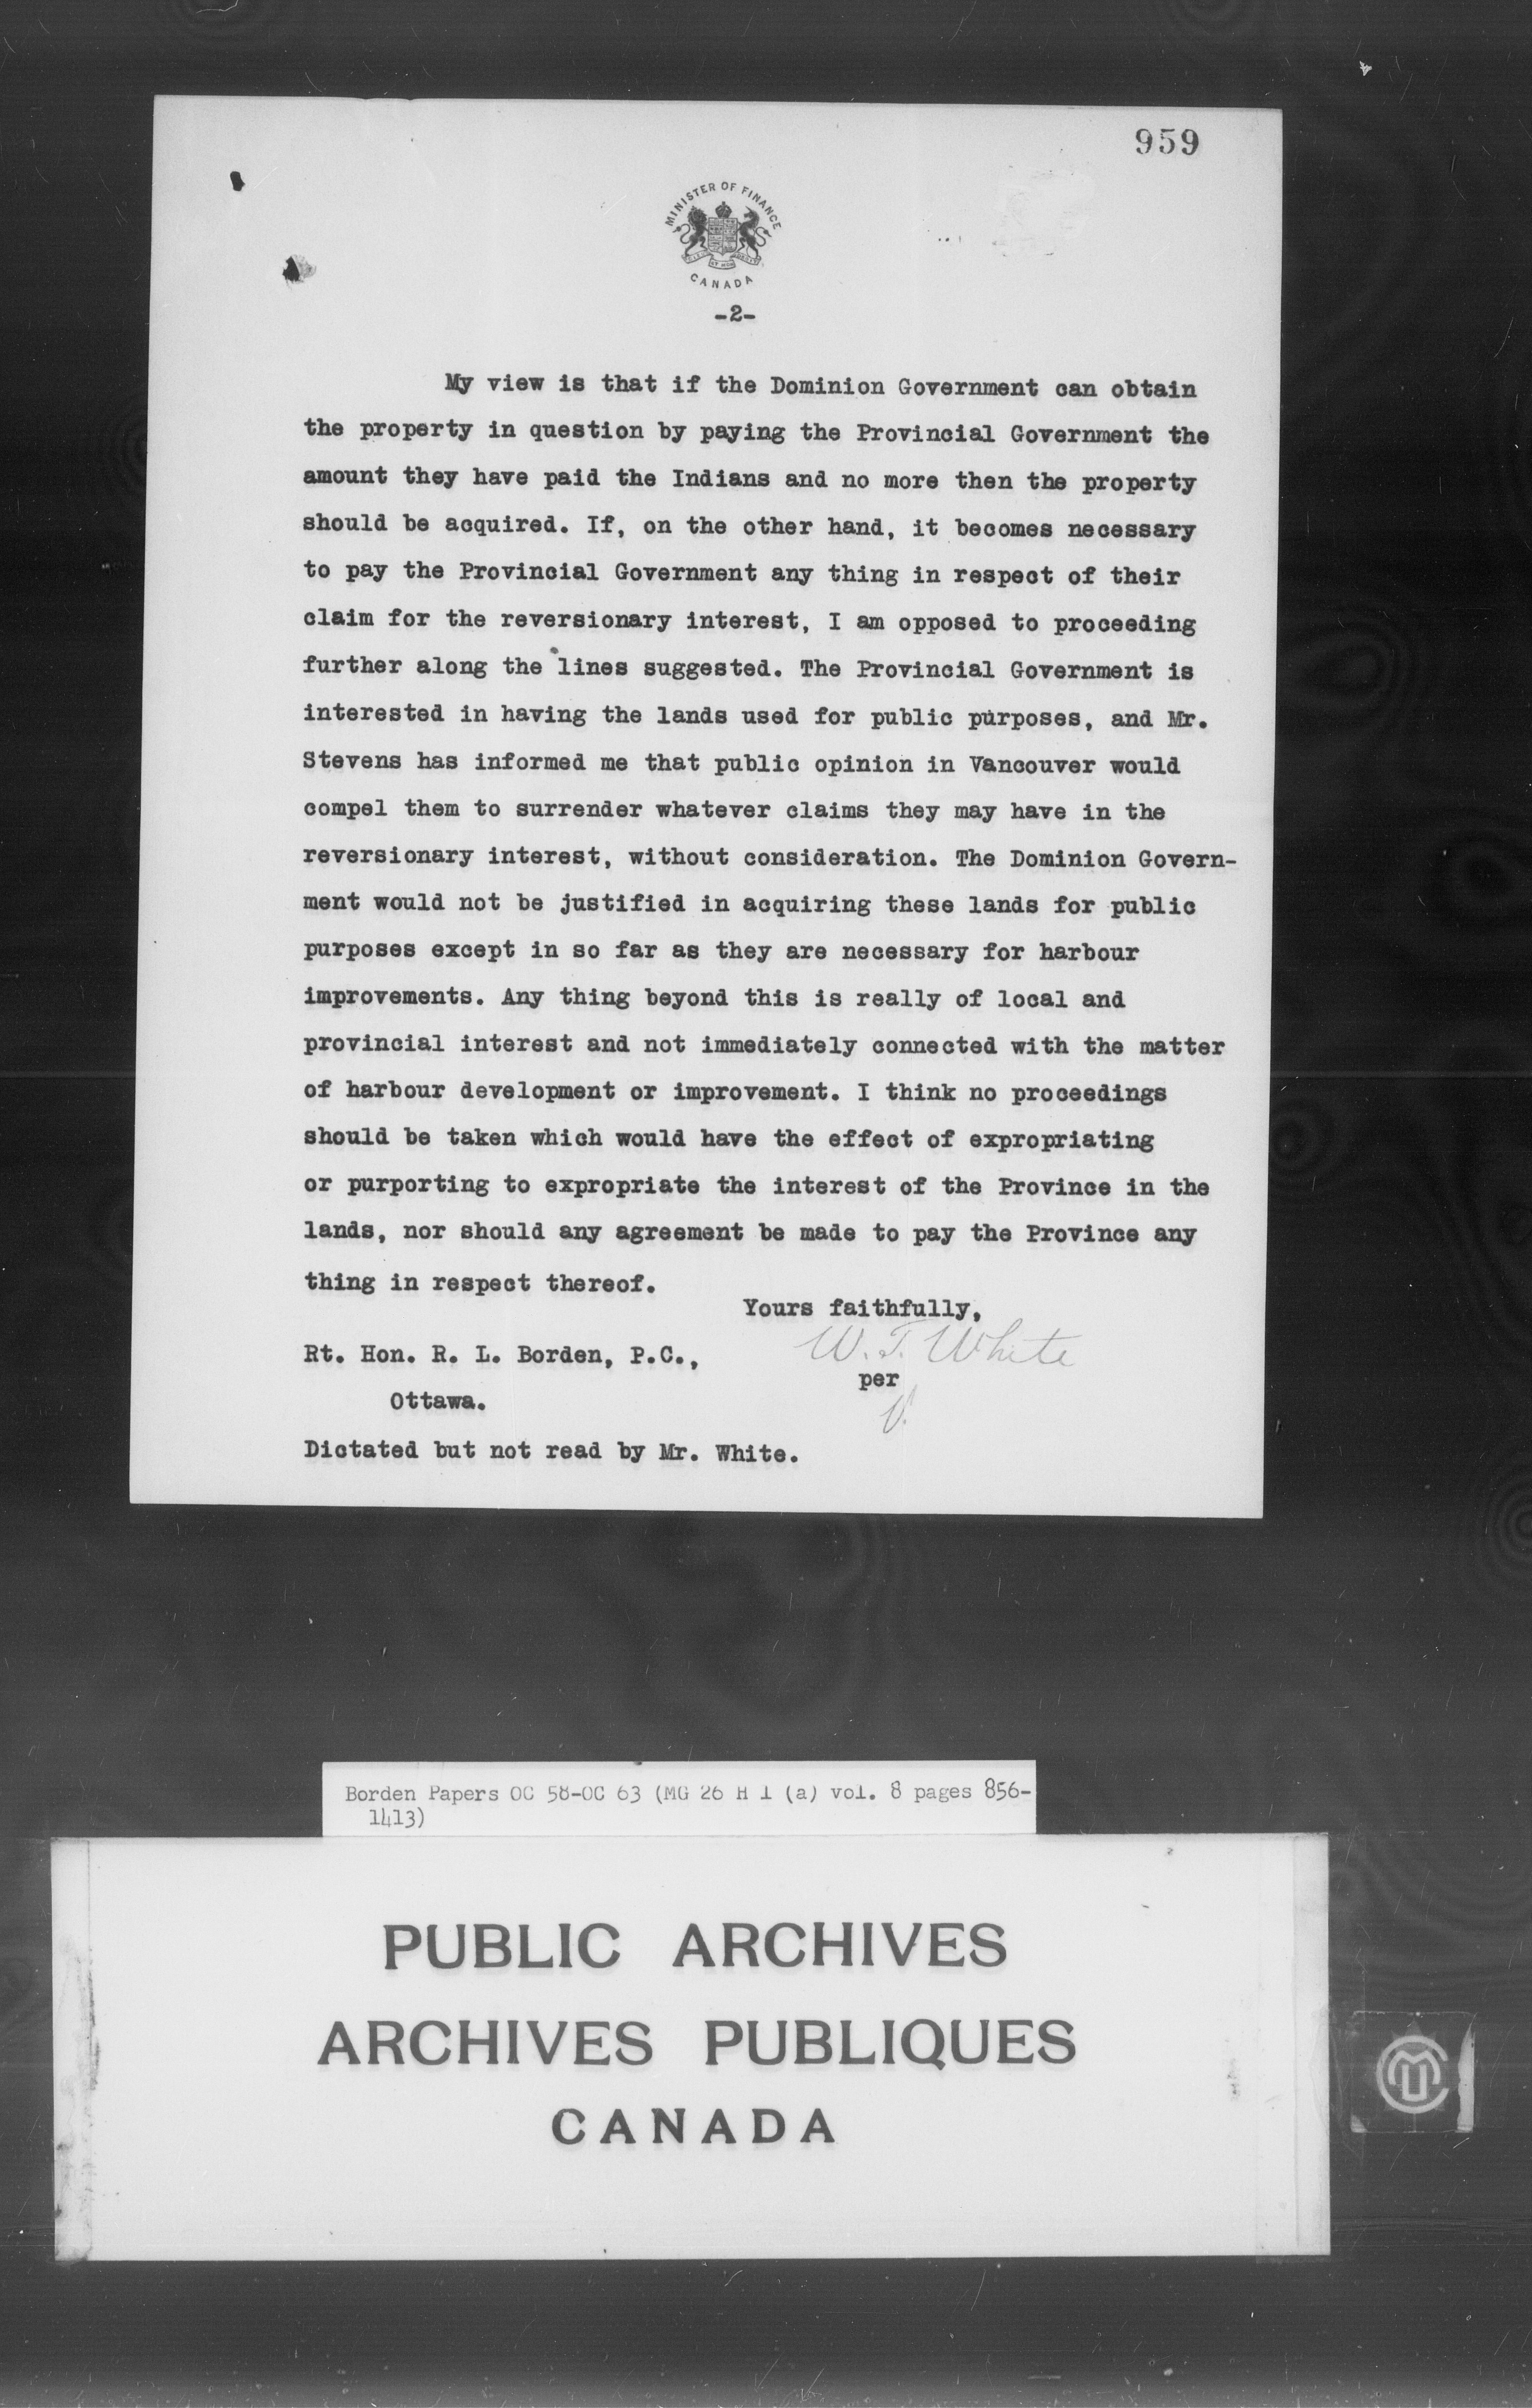 959
MINISTER OF FINANCE
CANADA
-2-
My view is that if the Dominion Government can obtain
the property in question by paying the Provincial Government the
amount they have paid the Indians and no more then the property
should be acquired. If, on the other hand, it becomes necessary
to pay the Provincial Government any thing in respect of their
claim for the reversionary interest, I am opposed to proceeding
further along the lines suggested. The Provincial Government is
interested in having the lands used for public purposes, and Mr.
Stevens has informed me that public opinion in Vancouver would
compel them to surrender whatever claims they may have in the
reversionary interest, without consideration. The Dominion Govern-
ment would not be justified in acquiring these lands for public
purposes except in so far as they are necessary for harbour
improvements. Any thing beyond this is really of local and
provincial interest and not immediately connected with the matter
of harbour development or improvement. I think no proceedings
should be taken which would have the effect of expropriating
or purporting to expropriate the interest of the Province in the
lands, nor should any agreement be made to pay the Province any
thing in respect thereof.
Yours faithfully,
W. T. White
Rt. Hon. R. L. Borden, P.C.,
per
Ottawa.
Dictated but not read by Mr. White.
Borden Papers OC 58-OC 63 (MG 26 H 1 (a) vol. 8 pages 856-
1413)
PUBLIC ARCHIVES
ARCHIVES PUBLIQUES
CANADA